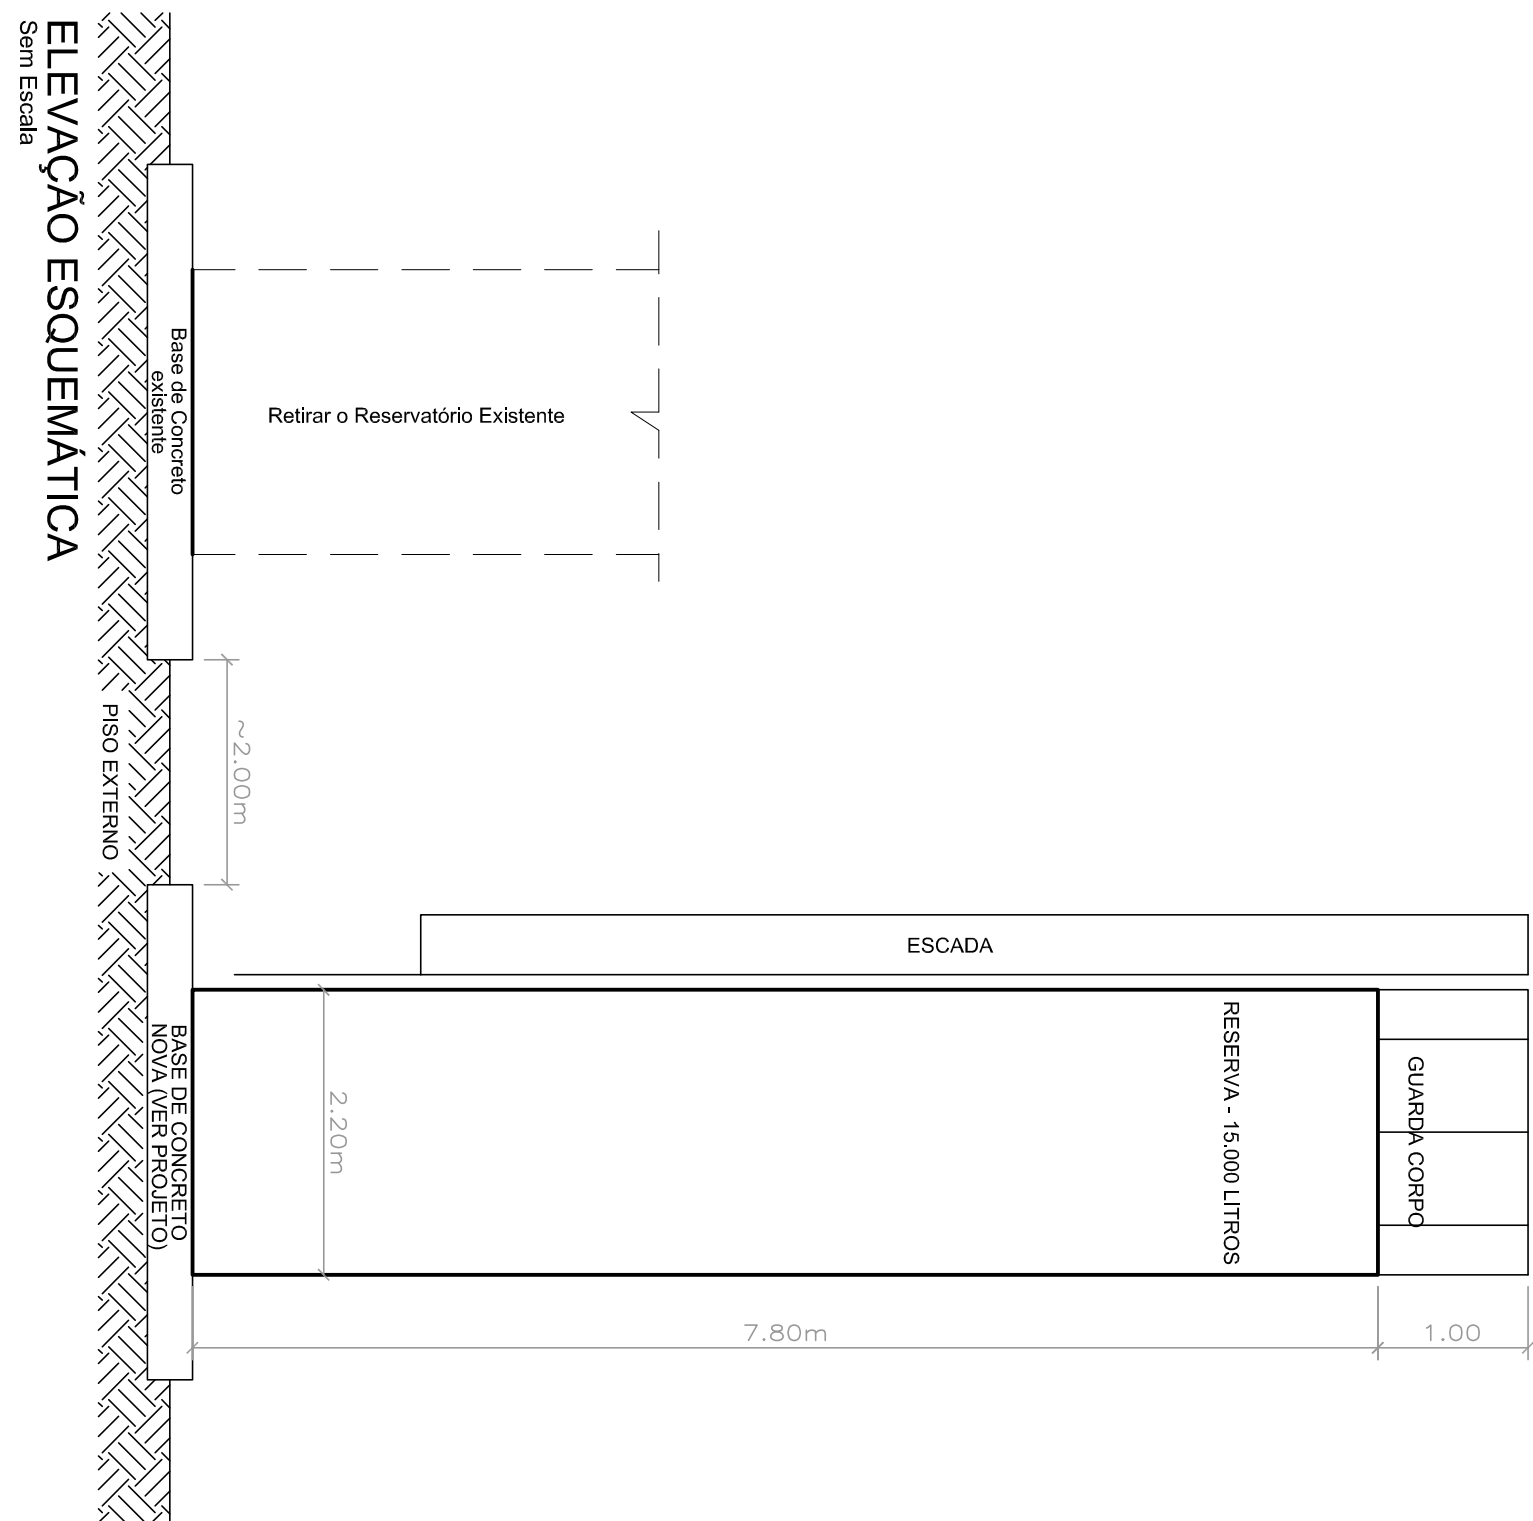 ELEVAÇÃO ESQUEMÁTICA
Sem Escala
Base de Concreto
existente
Retirar o Reservatório Existente
PISO EXTERNO
~2.00m
ESCADA
BASE DE CONCRETO
NOVA (VER PROJETO)
2.20m
RESERVA - 15.000 LITROS
GUARDA CORPO
7.80m
1.00